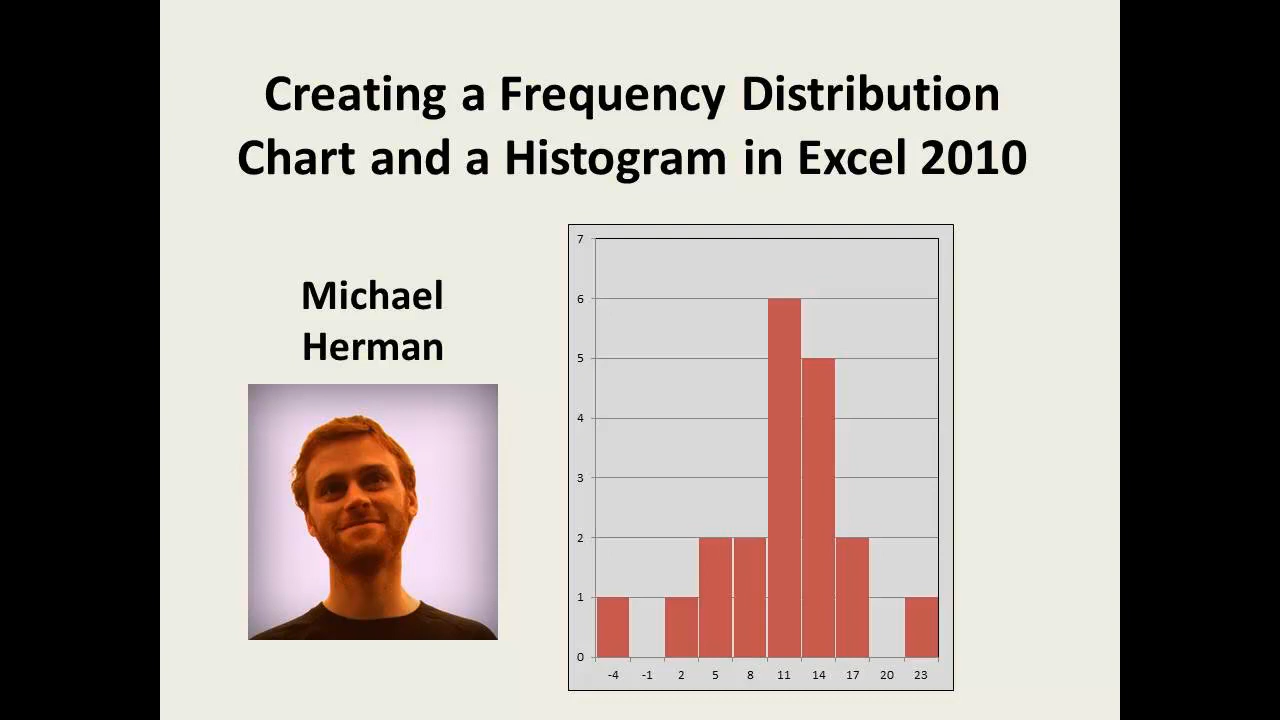 Creating a Frequency Distribution
Chart and a Histogram in Excel 2010
Michael
Herman
7
6
5
4
3
2
1
0
-4 -1 2 5 8 11 14 17 20 23